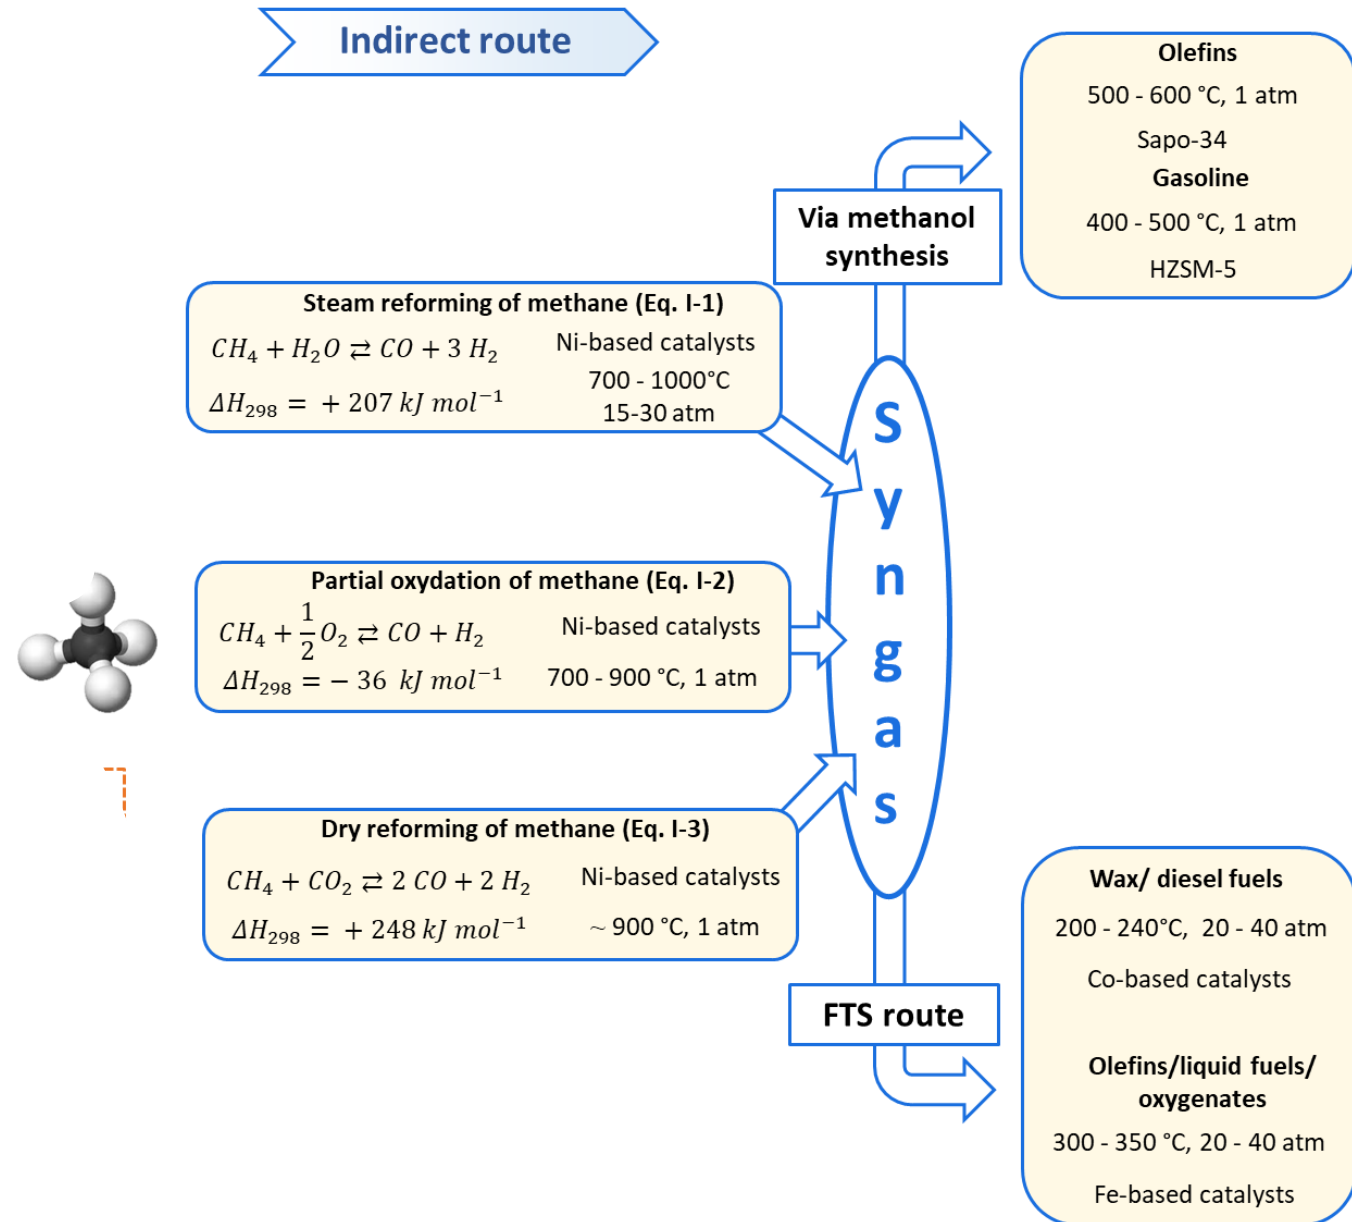 Indirect route
Olefins
500 - 600 °C, 1 atm
Sapo-34
Gasoline
400 - 500 °C, 1 atm
HZSM-5
Via methanol
synthesis
Steam reforming of methane (Eq. I-1)
CH₄ + H₂O ⇄ CO + 3 H₂
Ni-based catalysts
700 - 1000°C
ΔH₂₉₈ = + 207 kJ mol⁻¹
15-30 atm
Syngas
Partial oxydation of methane (Eq. I-2)
CH₄ + 1/2 O₂ ⇄ CO + H₂
Ni-based catalysts
ΔH₂₉₈ = − 36 kJ mol⁻¹
700 - 900 °C, 1 atm
Dry reforming of methane (Eq. I-3)
CH₄ + CO₂ ⇄ 2 CO + 2 H₂
Ni-based catalysts
ΔH₂₉₈ = + 248 kJ mol⁻¹
~ 900 °C, 1 atm
FTS route
Wax/ diesel fuels
200 - 240°C, 20 - 40 atm
Co-based catalysts
Olefins/liquid fuels/
oxygenates
300 - 350 °C, 20 - 40 atm
Fe-based catalysts